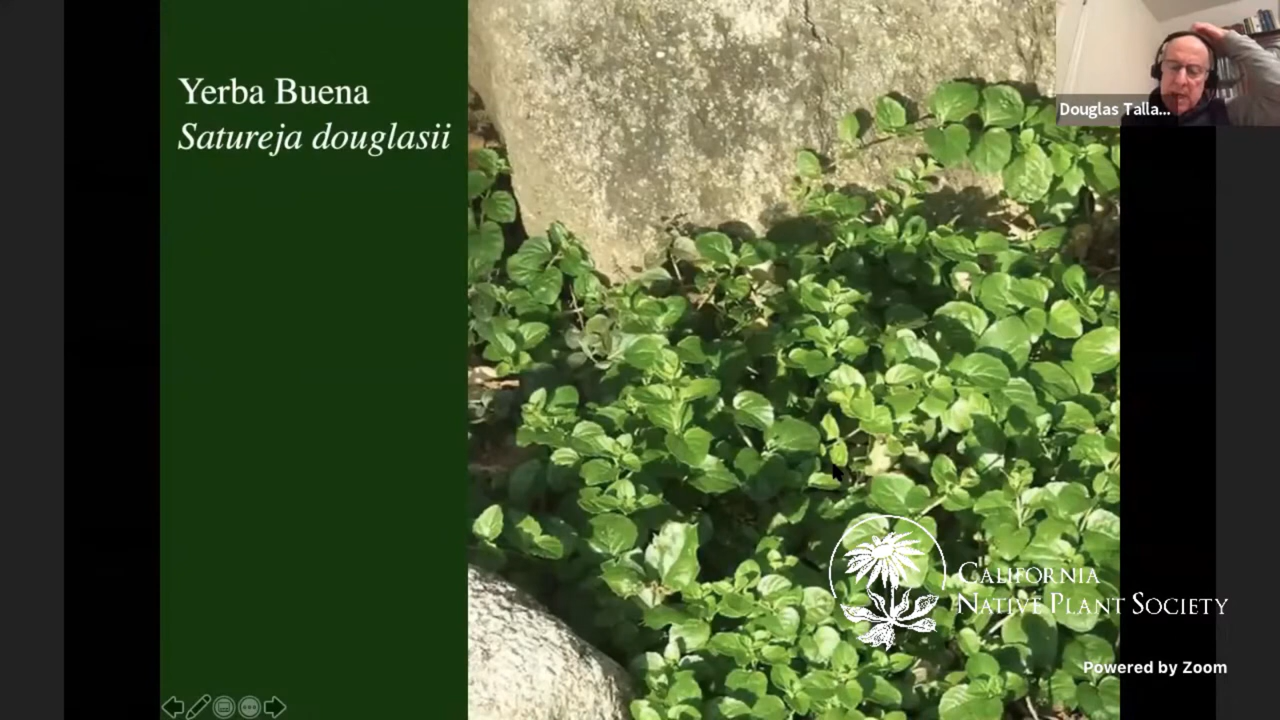 Yerba Buena
Satureja douglasii
Douglas Talla...
CALIFORNIA
NATIVE PLANT SOCIETY
Powered by Zoom